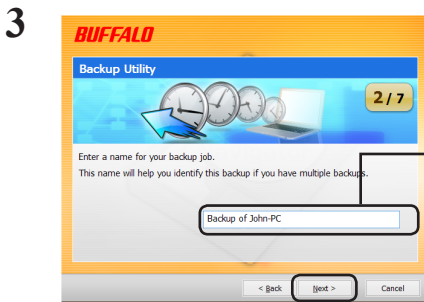 3
BUFFALO
Backup Utility
2 / 7
Enter a name for your backup job.
This name will help you identify this backup if you have multiple backups.
Backup of John-PC
< Back Next > Cancel